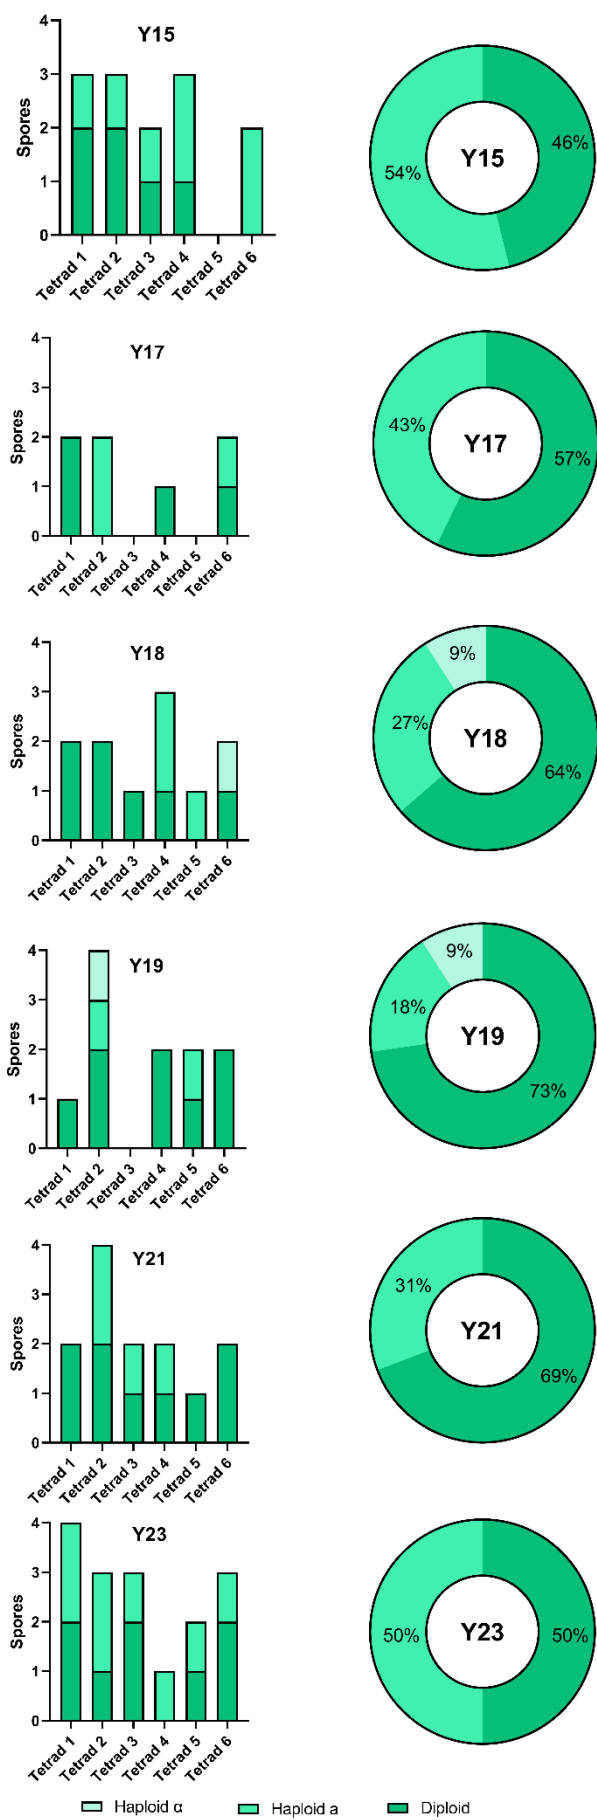 Y15
Spores
4
3
2
1
0
Tetrad 1
Tetrad 2
Tetrad 3
Tetrad 4
Tetrad 5
Tetrad 6
Y15
46%
54%
Y17
Spores
4
3
2
1
0
Tetrad 1
Tetrad 2
Tetrad 3
Tetrad 4
Tetrad 5
Tetrad 6
Y17
43%
57%
Y18
Spores
4
3
2
1
0
Tetrad 1
Tetrad 2
Tetrad 3
Tetrad 4
Tetrad 5
Tetrad 6
Y18
9%
27%
64%
Y19
Spores
4
3
2
1
0
Tetrad 1
Tetrad 2
Tetrad 3
Tetrad 4
Tetrad 5
Tetrad 6
Y19
9%
18%
73%
Y21
Spores
4
3
2
1
0
Tetrad 1
Tetrad 2
Tetrad 3
Tetrad 4
Tetrad 5
Tetrad 6
Y21
31%
69%
Y23
Spores
4
3
2
1
0
Tetrad 1
Tetrad 2
Tetrad 3
Tetrad 4
Tetrad 5
Tetrad 6
Y23
50%
50%
Haploid α
Haploid a
Diploid